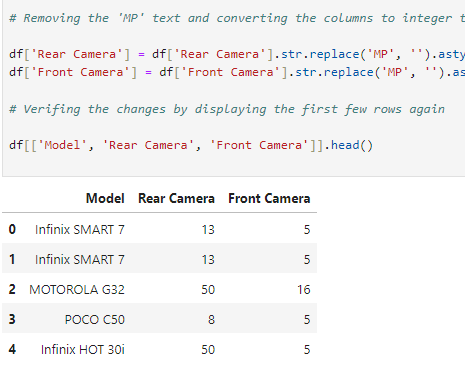 # Removing the 'MP' text and converting the columns to integer t
df['Rear Camera'] = df['Rear Camera'].str.replace('MP', '').asty
df['Front Camera'] = df['Front Camera'].str.replace('MP', '').as
# Verifing the changes by displaying the first few rows again
df[['Model', 'Rear Camera', 'Front Camera']].head()
Model Rear Camera Front Camera
0 Infinix SMART 7 13 5
1 Infinix SMART 7 13 5
2 MOTOROLA G32 50 16
3 POCO C50 8 5
4 Infinix HOT 30i 50 5